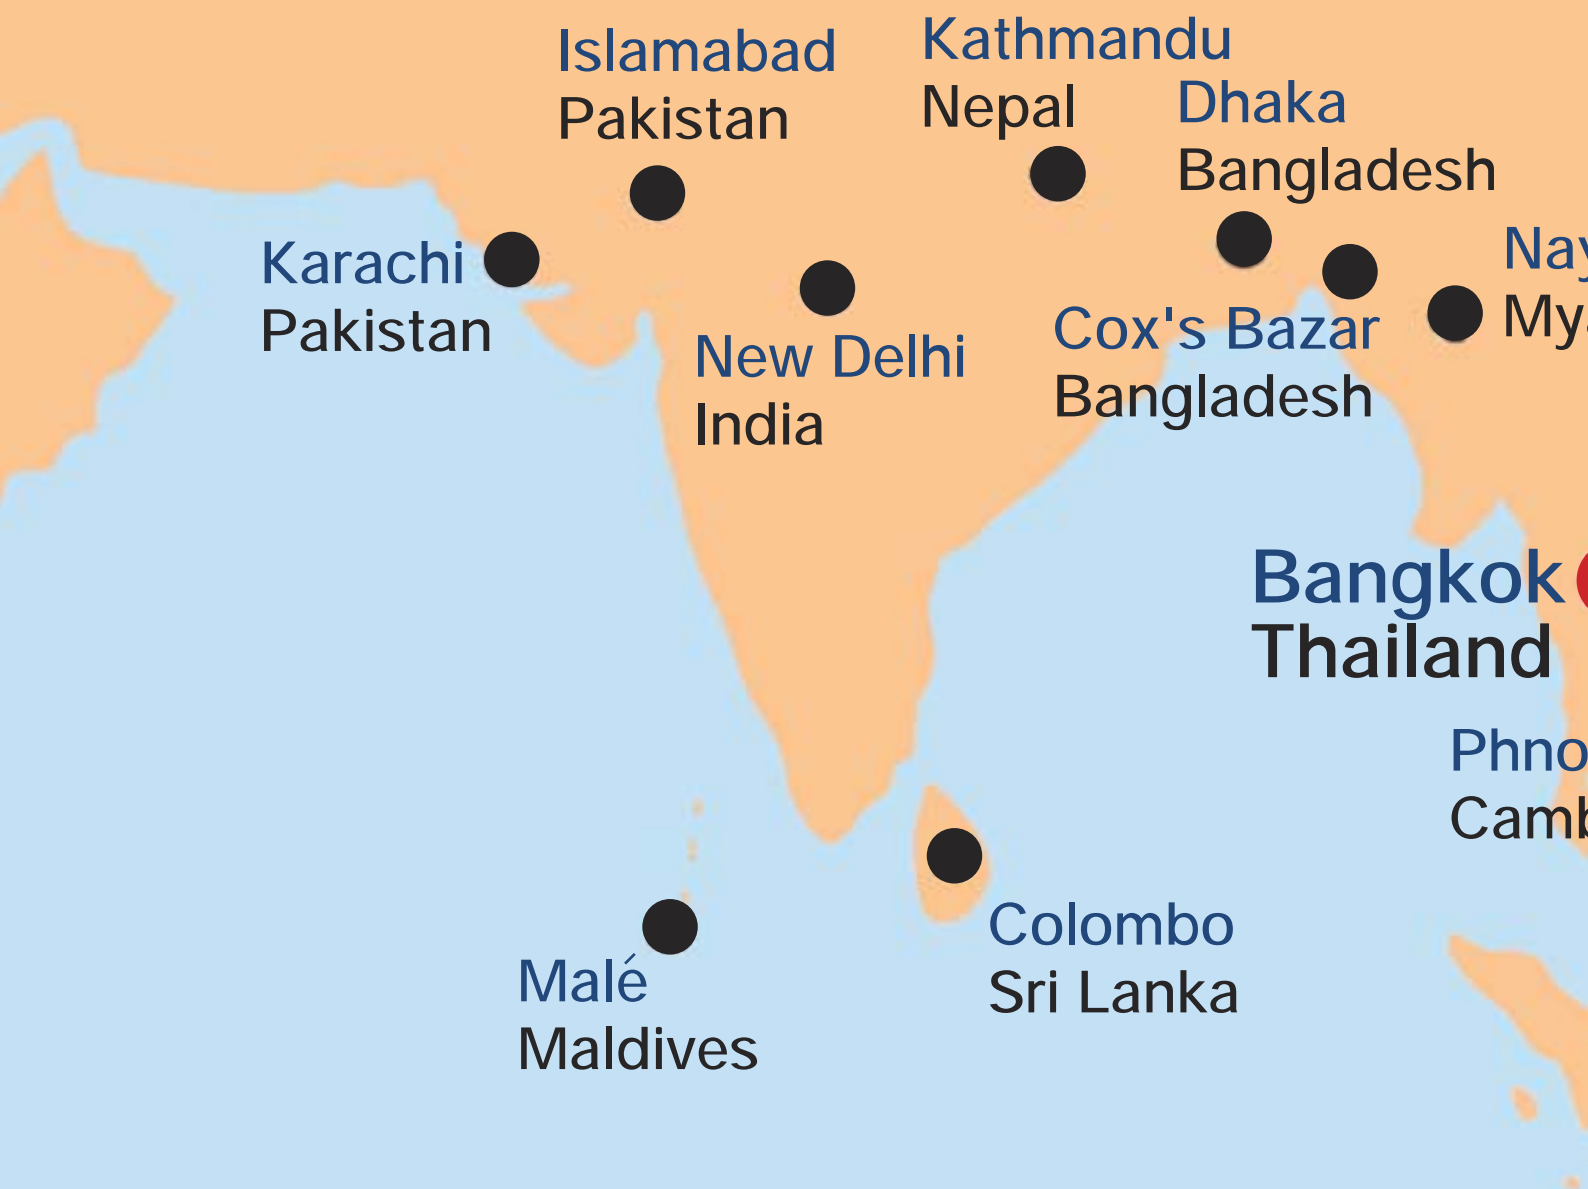 Islamabad
Pakistan
Kathmandu
Nepal
Dhaka
Bangladesh
Karachi
Pakistan
New Delhi
India
Cox's Bazar
Bangladesh
Bangkok
Thailand
Colombo
Sri Lanka
Malé
Maldives